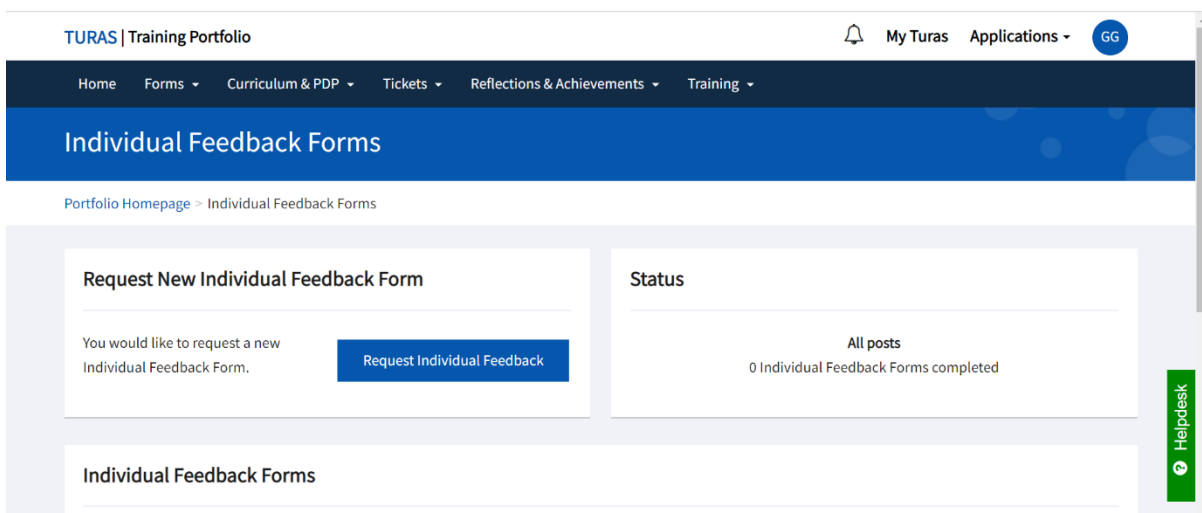 TURAS | Training Portfolio
My Turas Applications GG
Home Forms Curriculum & PDP Tickets Reflections & Achievements Training
Individual Feedback Forms
Portfolio Homepage > Individual Feedback Forms
Request New Individual Feedback Form
You would like to request a new
Individual Feedback Form.
Request Individual Feedback
Status
All posts
0 Individual Feedback Forms completed
Individual Feedback Forms
? Helpdesk